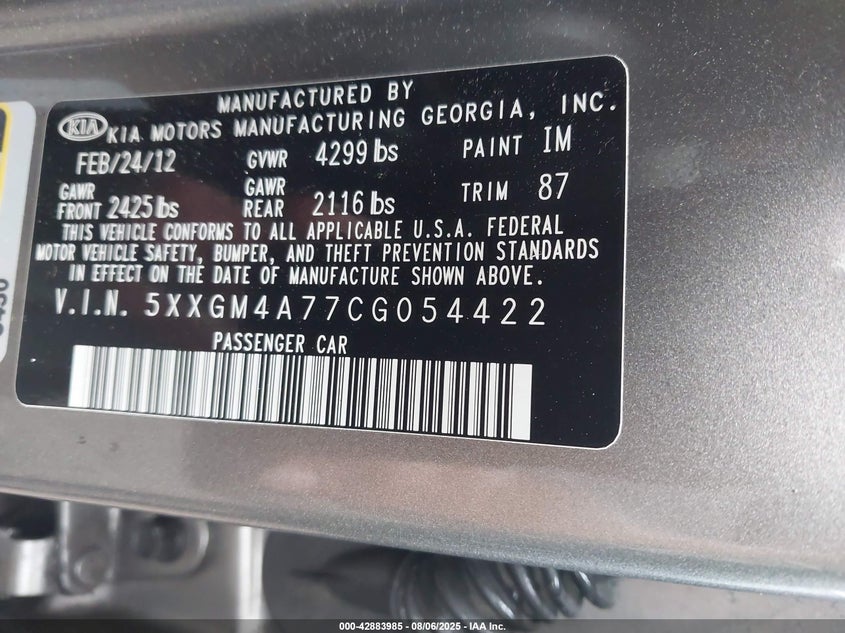 MANUFACTURED BY
KIA KIA MOTORS MANUFACTURING GEORGIA, INC.
FEB/24/12 GVWR 4299 lbs PAINT IM
GAWR FRONT 2425 lbs GAWR REAR 2116 lbs TRIM 87
THIS VEHICLE CONFORMS TO ALL APPLICABLE U.S.A. FEDERAL
MOTOR VEHICLE SAFETY, BUMPER, AND THEFT PREVENTION STANDARDS
IN EFFECT ON THE DATE OF MANUFACTURE SHOWN ABOVE.
V.I.N. 5XXGM4A77CG054422
PASSENGER CAR
000-42883985 - 08/06/2025 - IAA Inc.